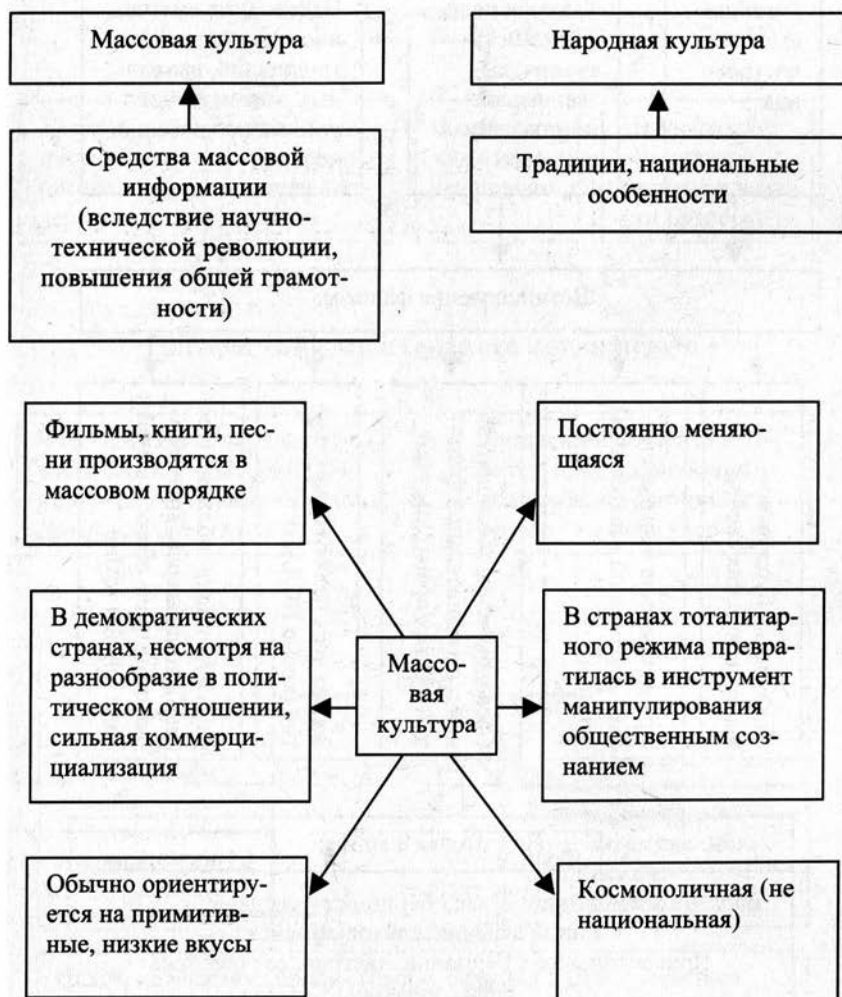 Массовая культура
Народная культура
Средства массовой
информации
(вследствие научно-
технической революции,
повышения общей грамот-
ности)
Традиции, национальные
особенности
Фильмы, книги, пес-
ни производятся в
массовом порядке
Постоянно меняю-
щаяся
В демократических
странах, несмотря на
разнообразие в поли-
тическом отношении,
сильная коммерци-
циализация
Массо-
вая
культура
В странах тоталитар-
ного режима превра-
тилась в инструмент
манипулирования
общественным соз-
нанием
Обычно ориентиру-
ется на примитив-
ные, низкие вкусы
Космополичная (не
национальная)